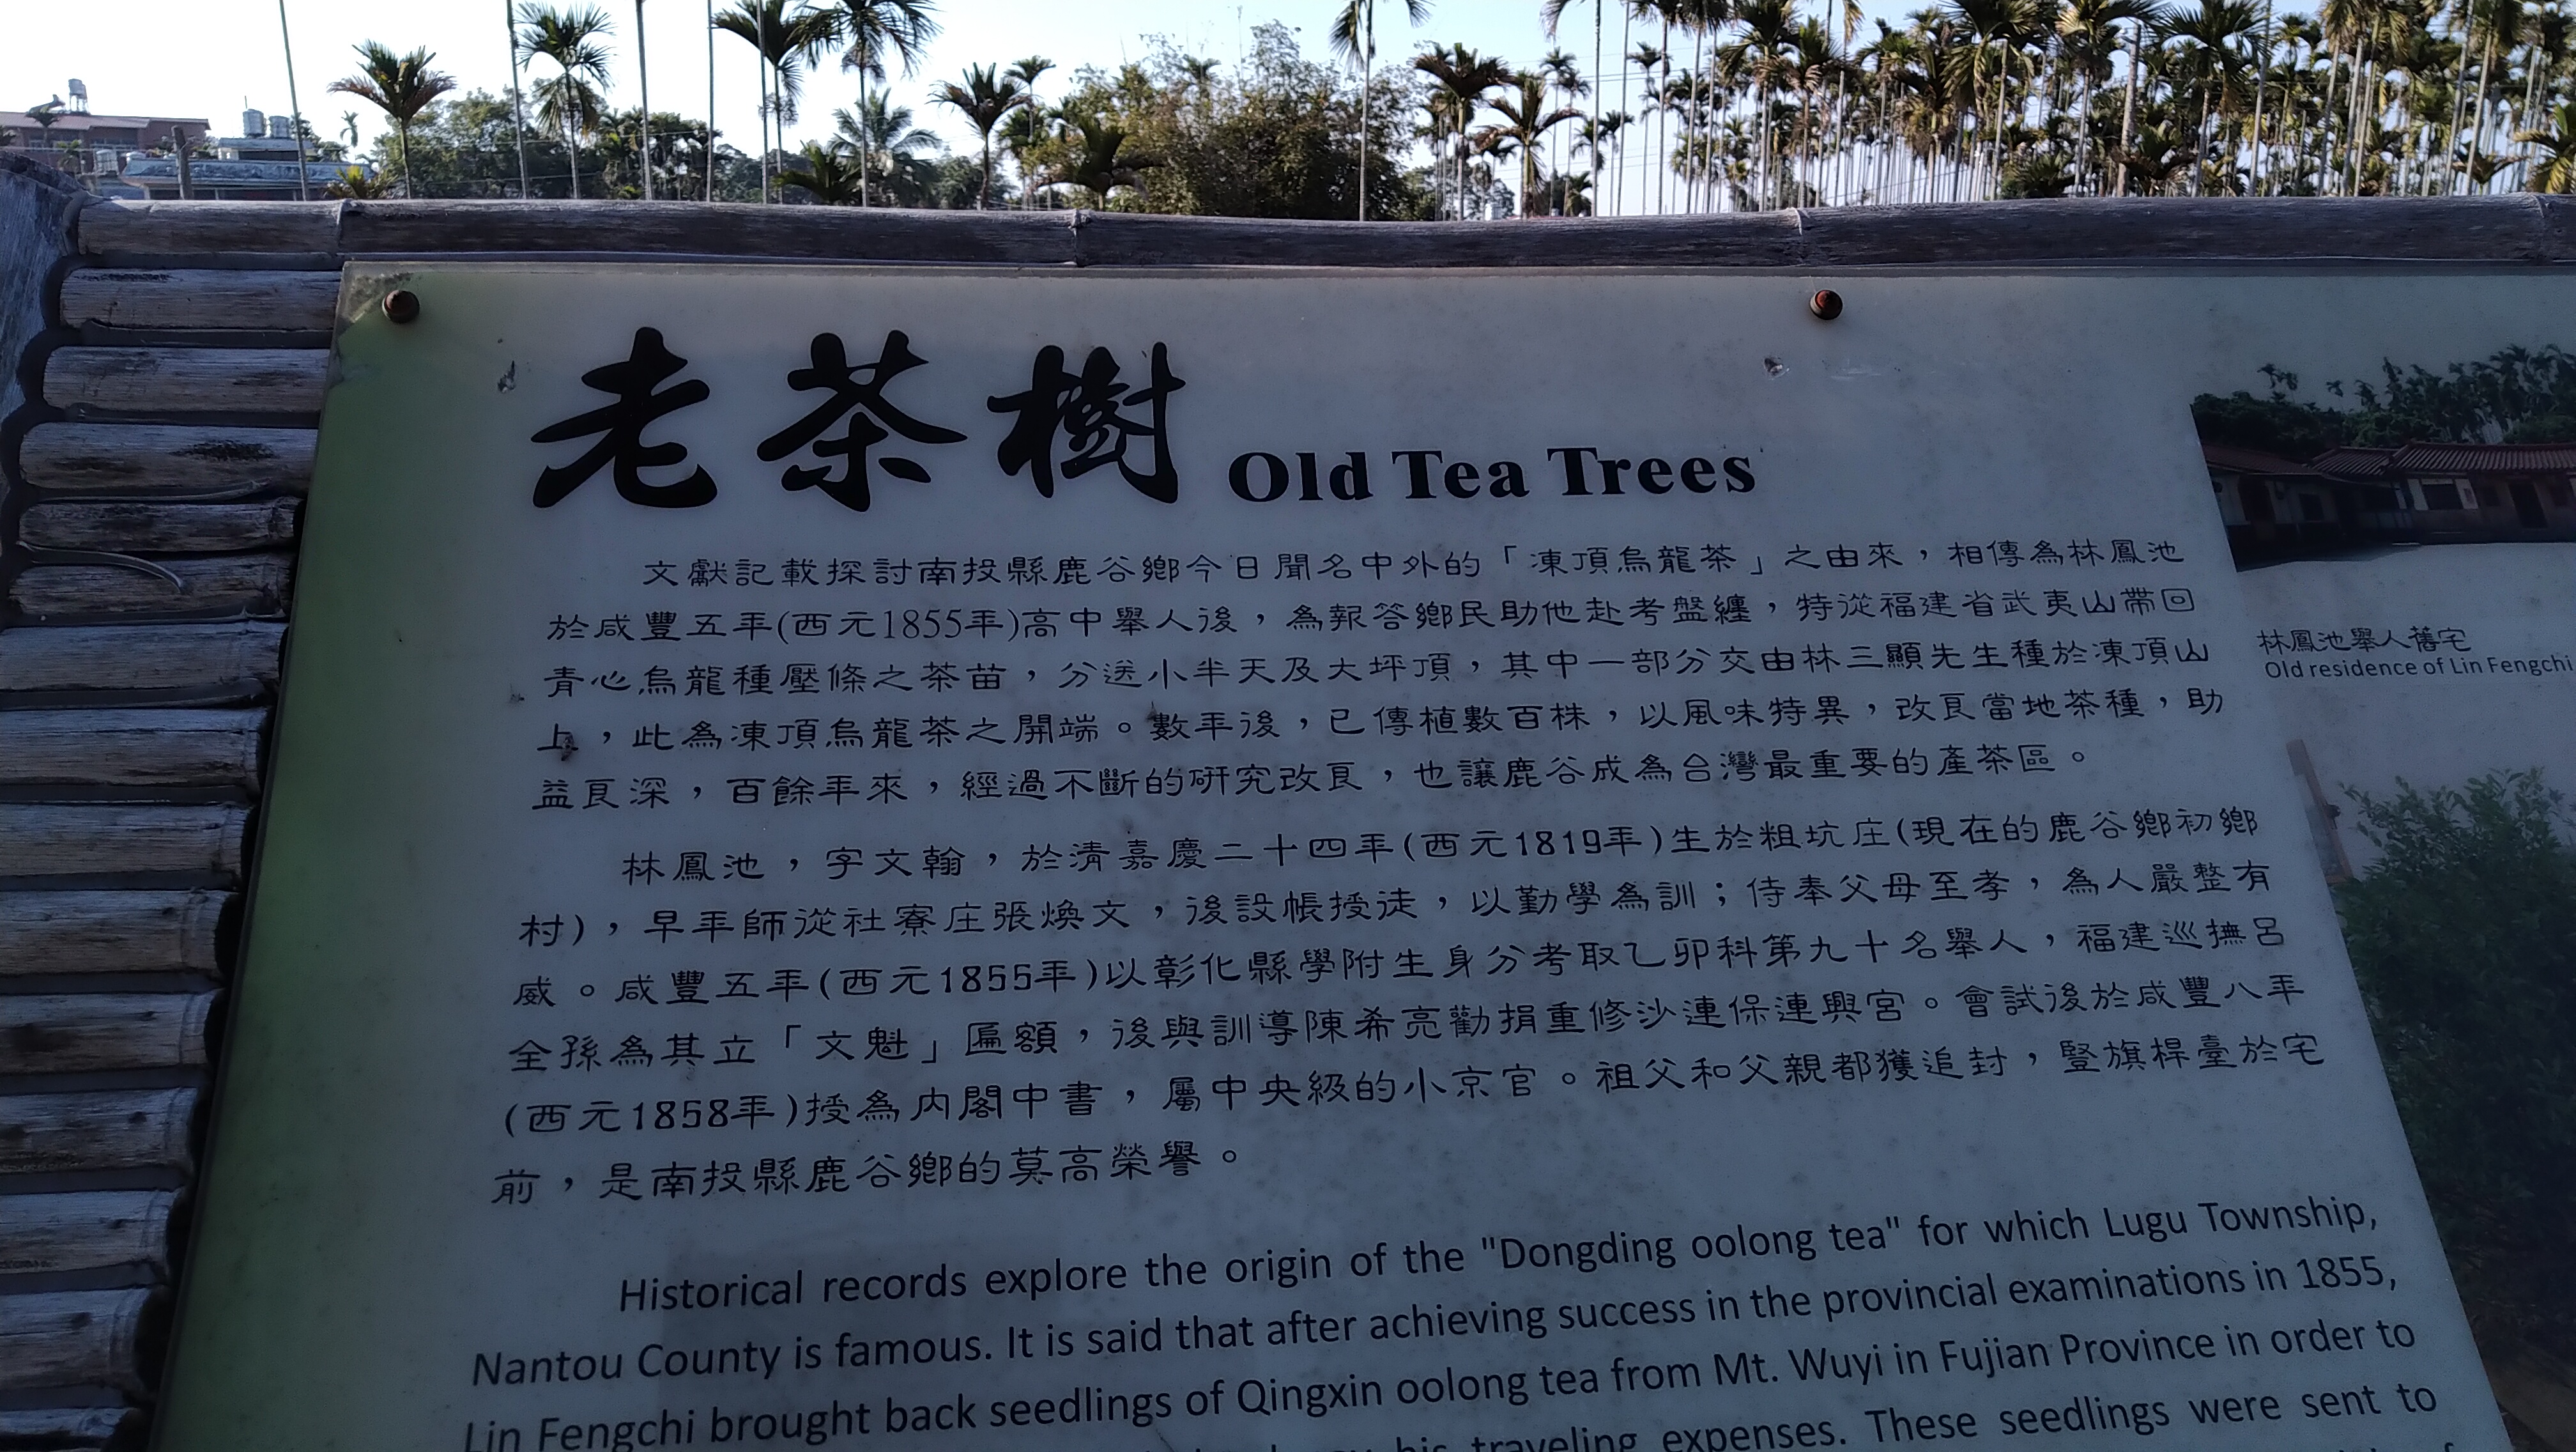 老茶樹 Old Tea Trees
文獻記載探討南投縣鹿谷鄉今日聞名中外的「凍頂烏龍茶」之由來，相傳為林鳳池
於咸豐五年(西元1855年)高中舉人後，為報答鄉民助他赴考盤纏，特從福建省武夷山帶回
青心烏龍種壓條之茶苗，分送小半天及大坪頂，其中一部分交由林三顯先生種於凍頂山
上，此為凍頂烏龍茶之開端。數年後，已傳植數百株，以風味特異，改良當地茶種，助
益良深，百餘年來，經過不斷的研究改良，也讓鹿谷成為台灣最重要的產茶區。
林鳳池，字文翰，於清嘉慶二十四年(西元1819年)生於粗坑庄(現在的鹿谷鄉初鄉
村)，早年師從社寮庄張煥文，後設帳授徒，以勤學為訓；侍奉父母至孝，為人嚴整有
威。咸豐五年(西元1855年)以彰化縣學附生身分考取乙卯科第九十名舉人，福建巡撫呂
全孫為其立「文魁」匾額，後與訓導陳希亮勸捐重修沙連保連興宮。會試後於咸豐八年
(西元1858年)授為內閣中書，屬中央級的小京官。祖父和父親都獲追封，豎旗桿臺於宅
前，是南投縣鹿谷鄉的莫高榮譽。
Historical records explore the origin of the "Dongding oolong tea" for which Lugu Township,
Nantou County is famous. It is said that after achieving success in the provincial examinations in 1855,
Lin Fengchi brought back seedlings of Qingxin oolong tea from Mt. Wuyi in Fujian Province in order to
his traveling expenses. These seedlings were sent to
林鳳池舉人舊宅
Old residence of Lin Fengchi